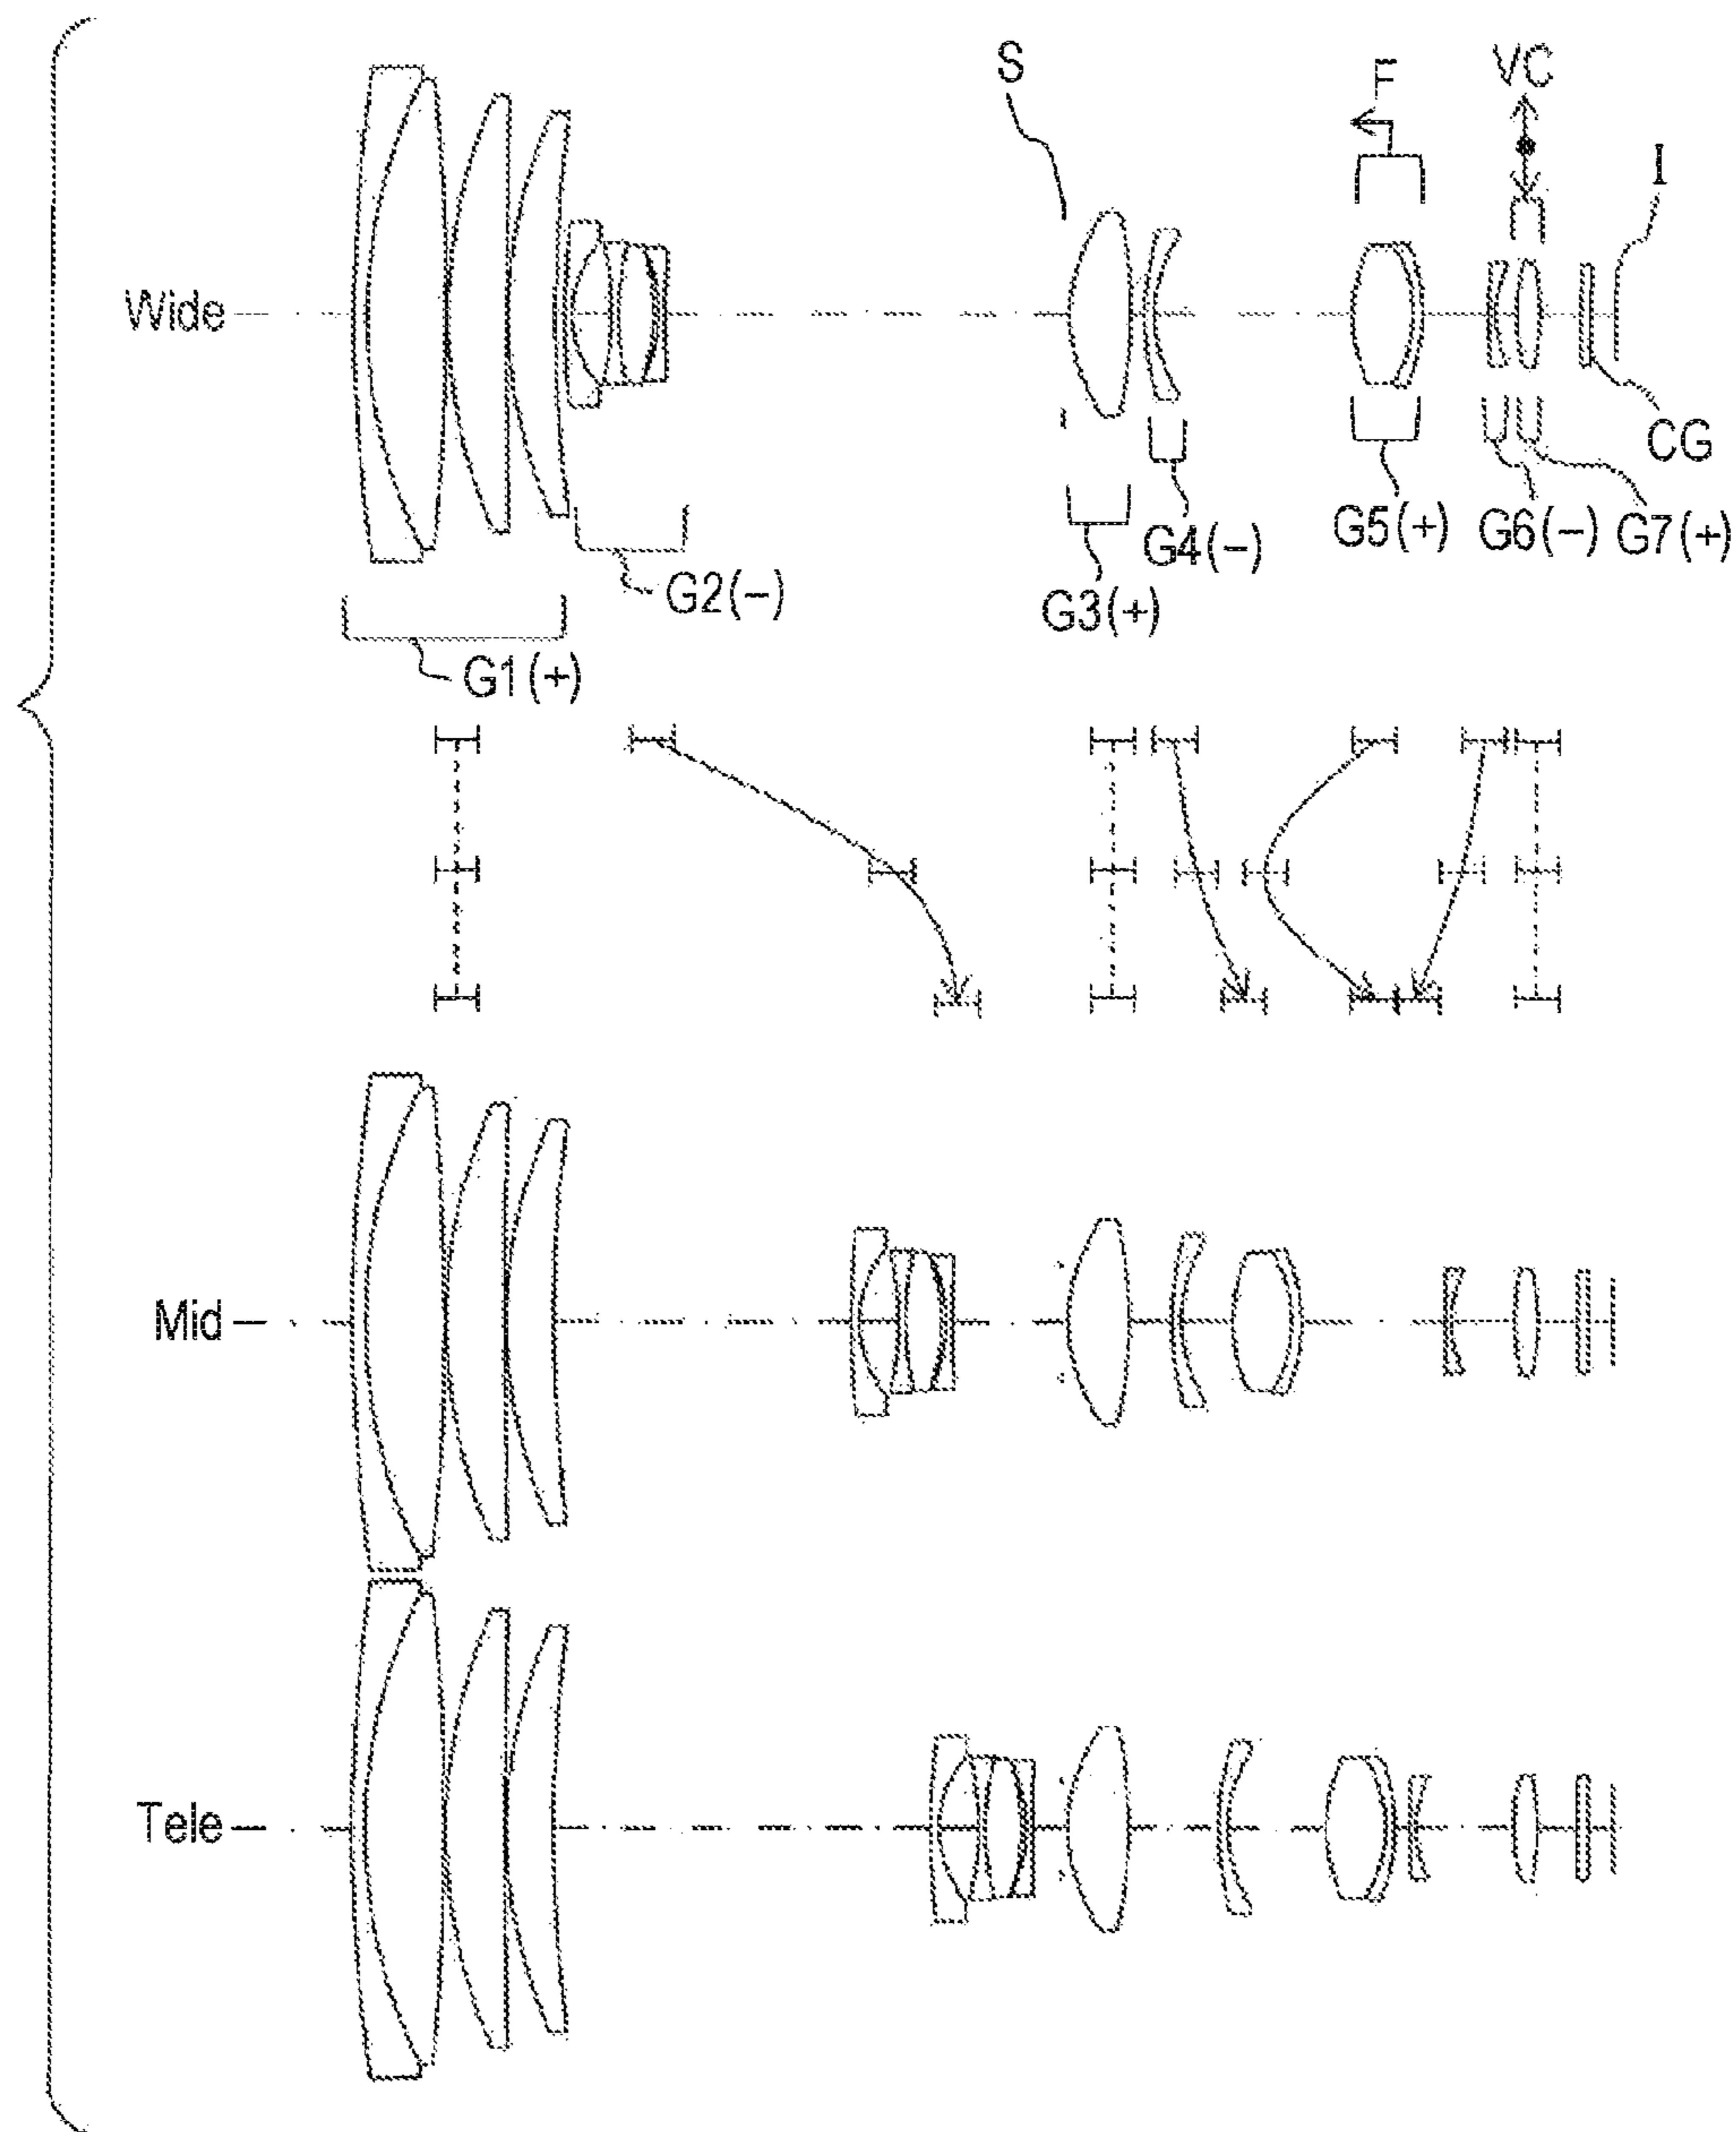 S
F
VC
I
Wide
CG
G5(+)
G6(−)
G7(+)
G4(−)
G2(−)
G3(+)
G1(+)
Mid
Tele